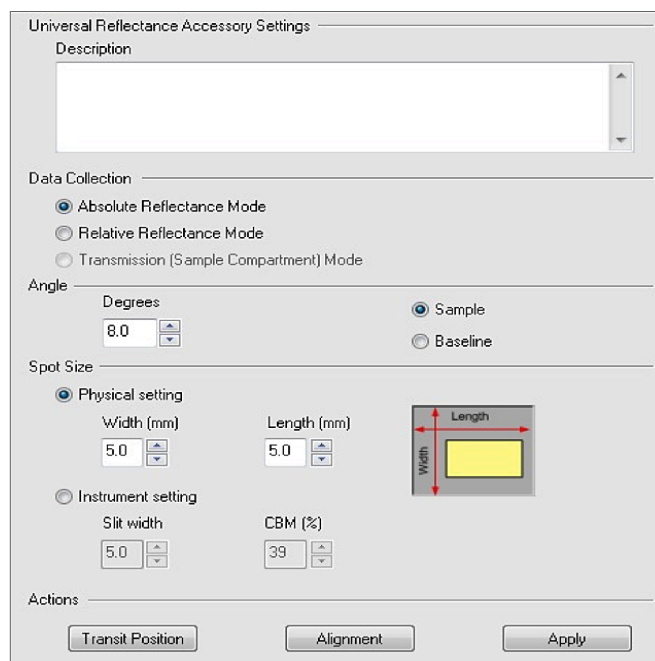 Universal Reflectance Accessory Settings
Description
Data Collection
Absolute Reflectance Mode
Relative Reflectance Mode
Transmission (Sample Compartment) Mode
Angle
Degrees
8.0
Sample
Baseline
Spot Size
Physical setting
Width (mm) Length (mm)
5.0 5.0
Length
Width
Instrument setting
Slit width CBM (%)
5.0 39
Actions
Transit Position Alignment Apply